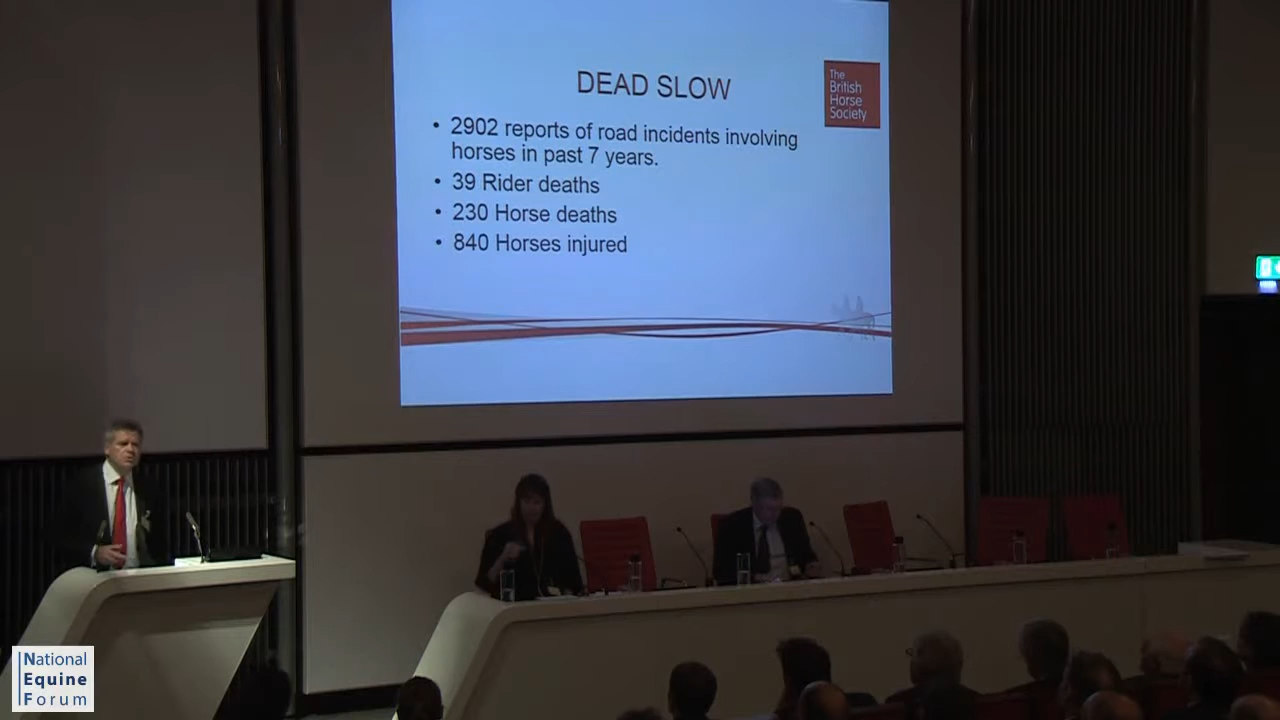 DEAD SLOW
The
British
Horse
Society
• 2902 reports of road incidents involving
horses in past 7 years.
• 39 Rider deaths
• 230 Horse deaths
• 840 Horses injured
National
Equine
Forum